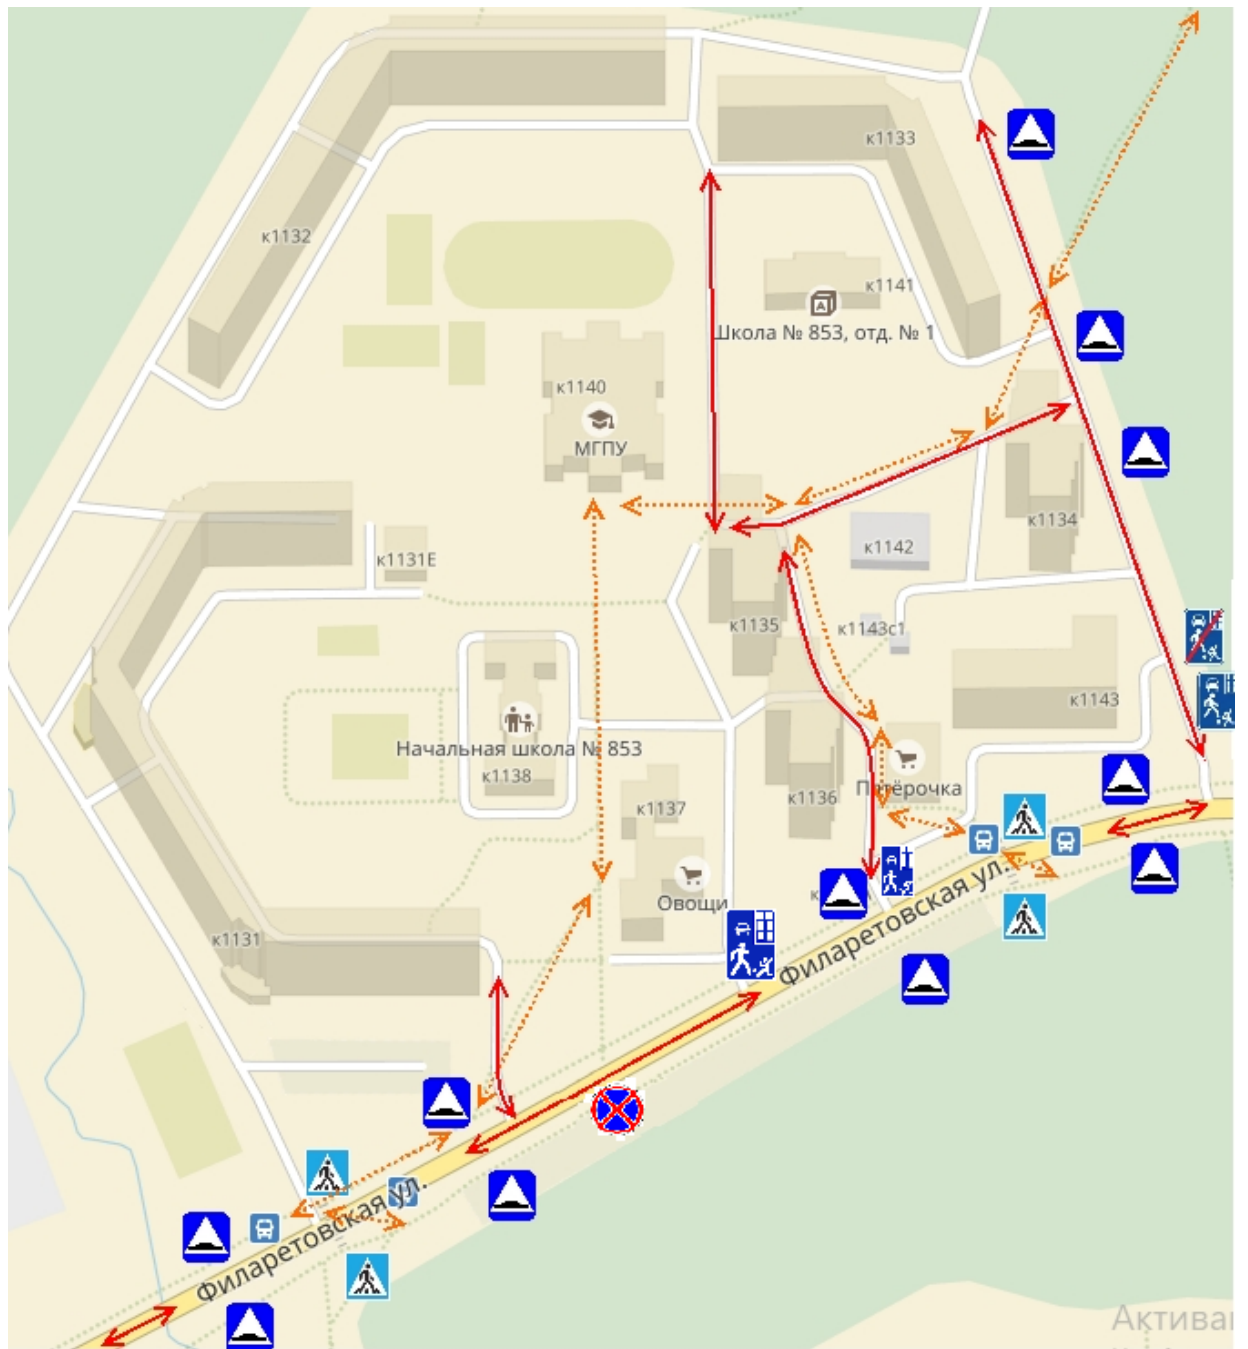 к1133
к1132
к1141
Школа № 853, отд. № 1
к1140
МГПУ
к1134
к1142
к1131Е
к1135
к1143с1
к1143
Начальная школа № 853
к1138
Пятёрочка
к1136
к1137
Овощи
к
Филаретовская ул.
к1131
Филаретовская ул.
Актива